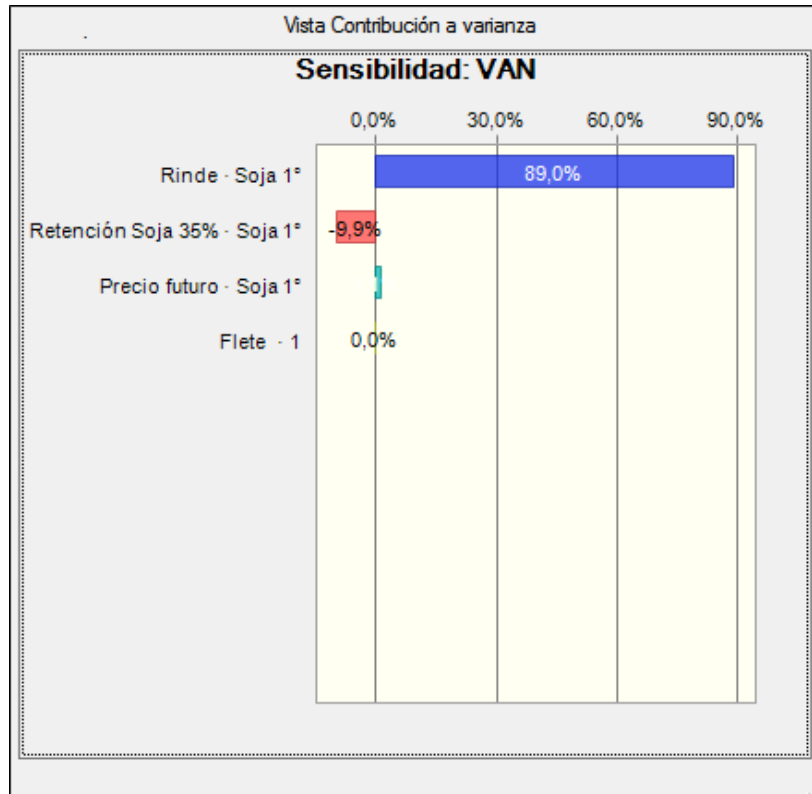 Vista Contribución a varianza
Sensibilidad: VAN
0,0% 30,0% 60,0% 90,0%
Rinde - Soja 1° 89,0%
Retención Soja 35% - Soja 1° -9,9%
Precio futuro - Soja 1°
Flete - 1 0,0%